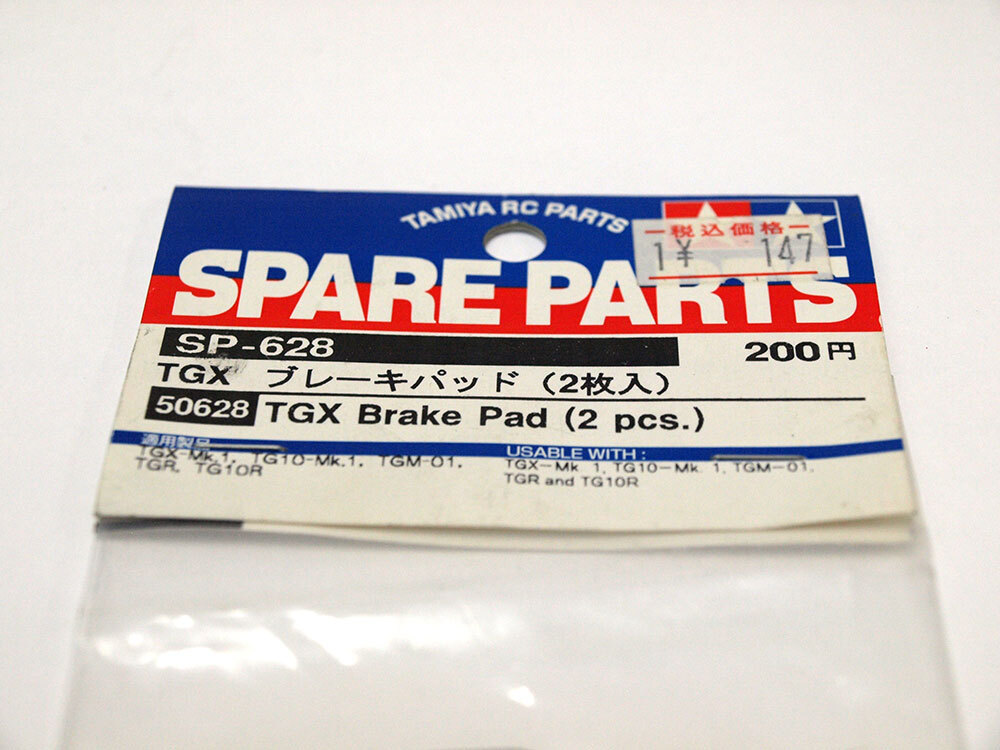 TAMIYA RC PARTS
税込価格
1¥ 147
SPARE PARTS
SP-628
200円
TGX ブレーキパッド(2枚入)
50628 TGX Brake Pad (2 pcs.)
適用製品
TGX-Mk.1, TG10-Mk.1, TGM-01,
TGR, TG10R
USABLE WITH:
TGX-Mk. 1, TG10-Mk. 1, TGM-01,
TGR and TG10R